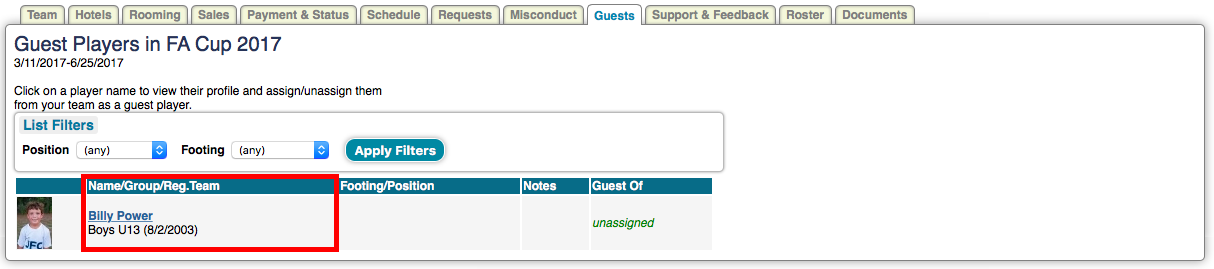 Team Hotels Rooming Sales Payment & Status Schedule Requests Misconduct Guests Support & Feedback Roster Documents
Guest Players in FA Cup 2017
3/11/2017-6/25/2017
Click on a player name to view their profile and assign/unassign them
from your team as a guest player.
List Filters
Position (any) Footing (any) Apply Filters
Name/Group/Reg.Team Footing/Position Notes Guest Of
Billy Power
Boys U13 (8/2/2003)
unassigned